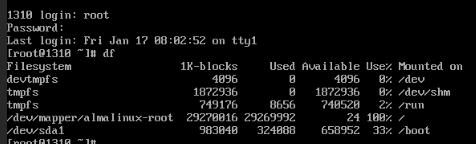 1310 login: root
Password:
Last login: Fri Jan 17 08:02:52 on tty1
[root@1310 ~]# df
Filesystem 1K-blocks Used Available Use% Mounted on
devtmpfs 4096 0 4096 0% /dev
tmpfs 1872936 0 1872936 0% /dev/shm
tmpfs 749176 8656 740520 2% /run
/dev/mapper/almalinux-root 29270016 29269992 24 100% /
/dev/sda1 983040 324088 658952 33% /boot
[root@1310 ~]#